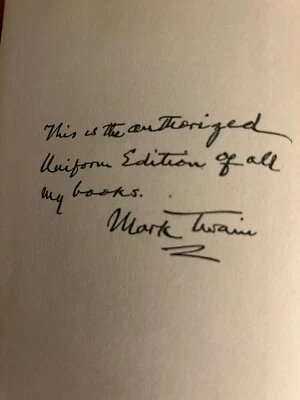 This is the authorized
Uniform Edition of all
my books.
Mark Twain